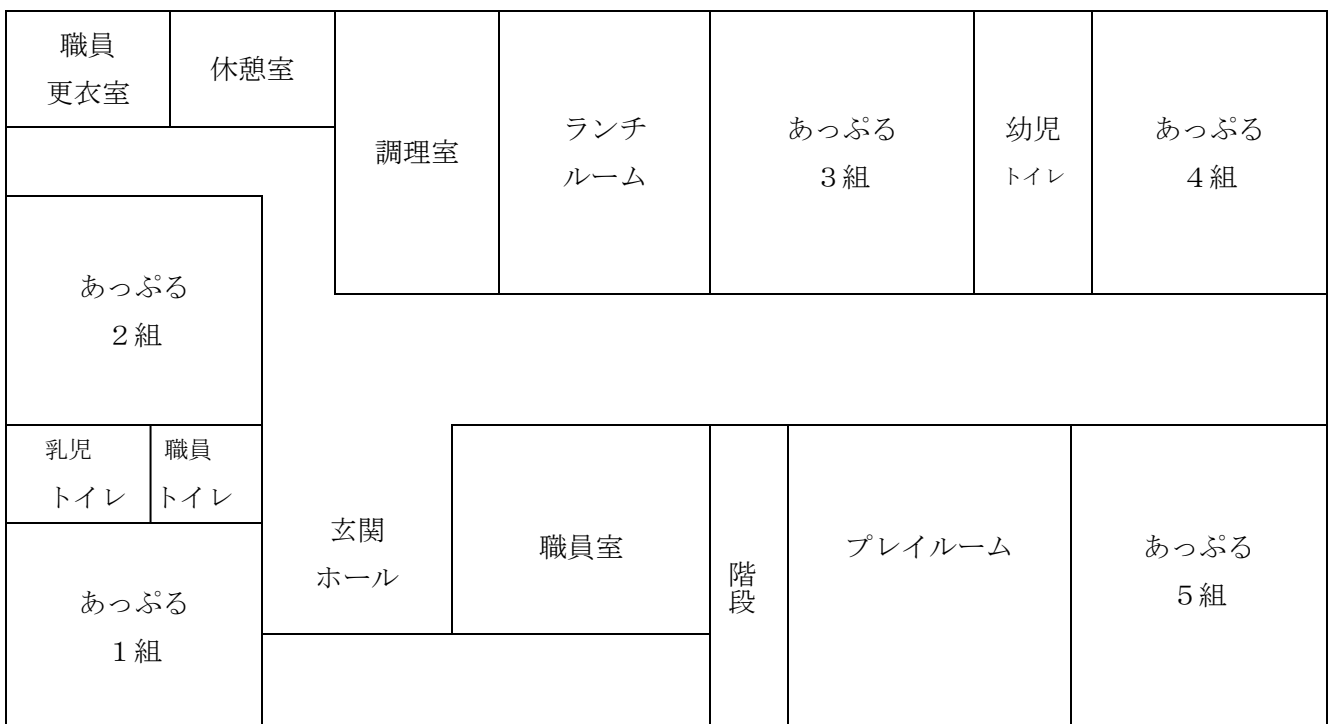 職員
更衣室
休憩室
調理室
ランチ
ルーム
あっぷる
３組
幼児
トイレ
あっぷる
４組
あっぷる
２組
乳児
トイレ
職員
トイレ
あっぷる
１組
玄関
ホール
職員室
階段
プレイルーム
あっぷる
５組